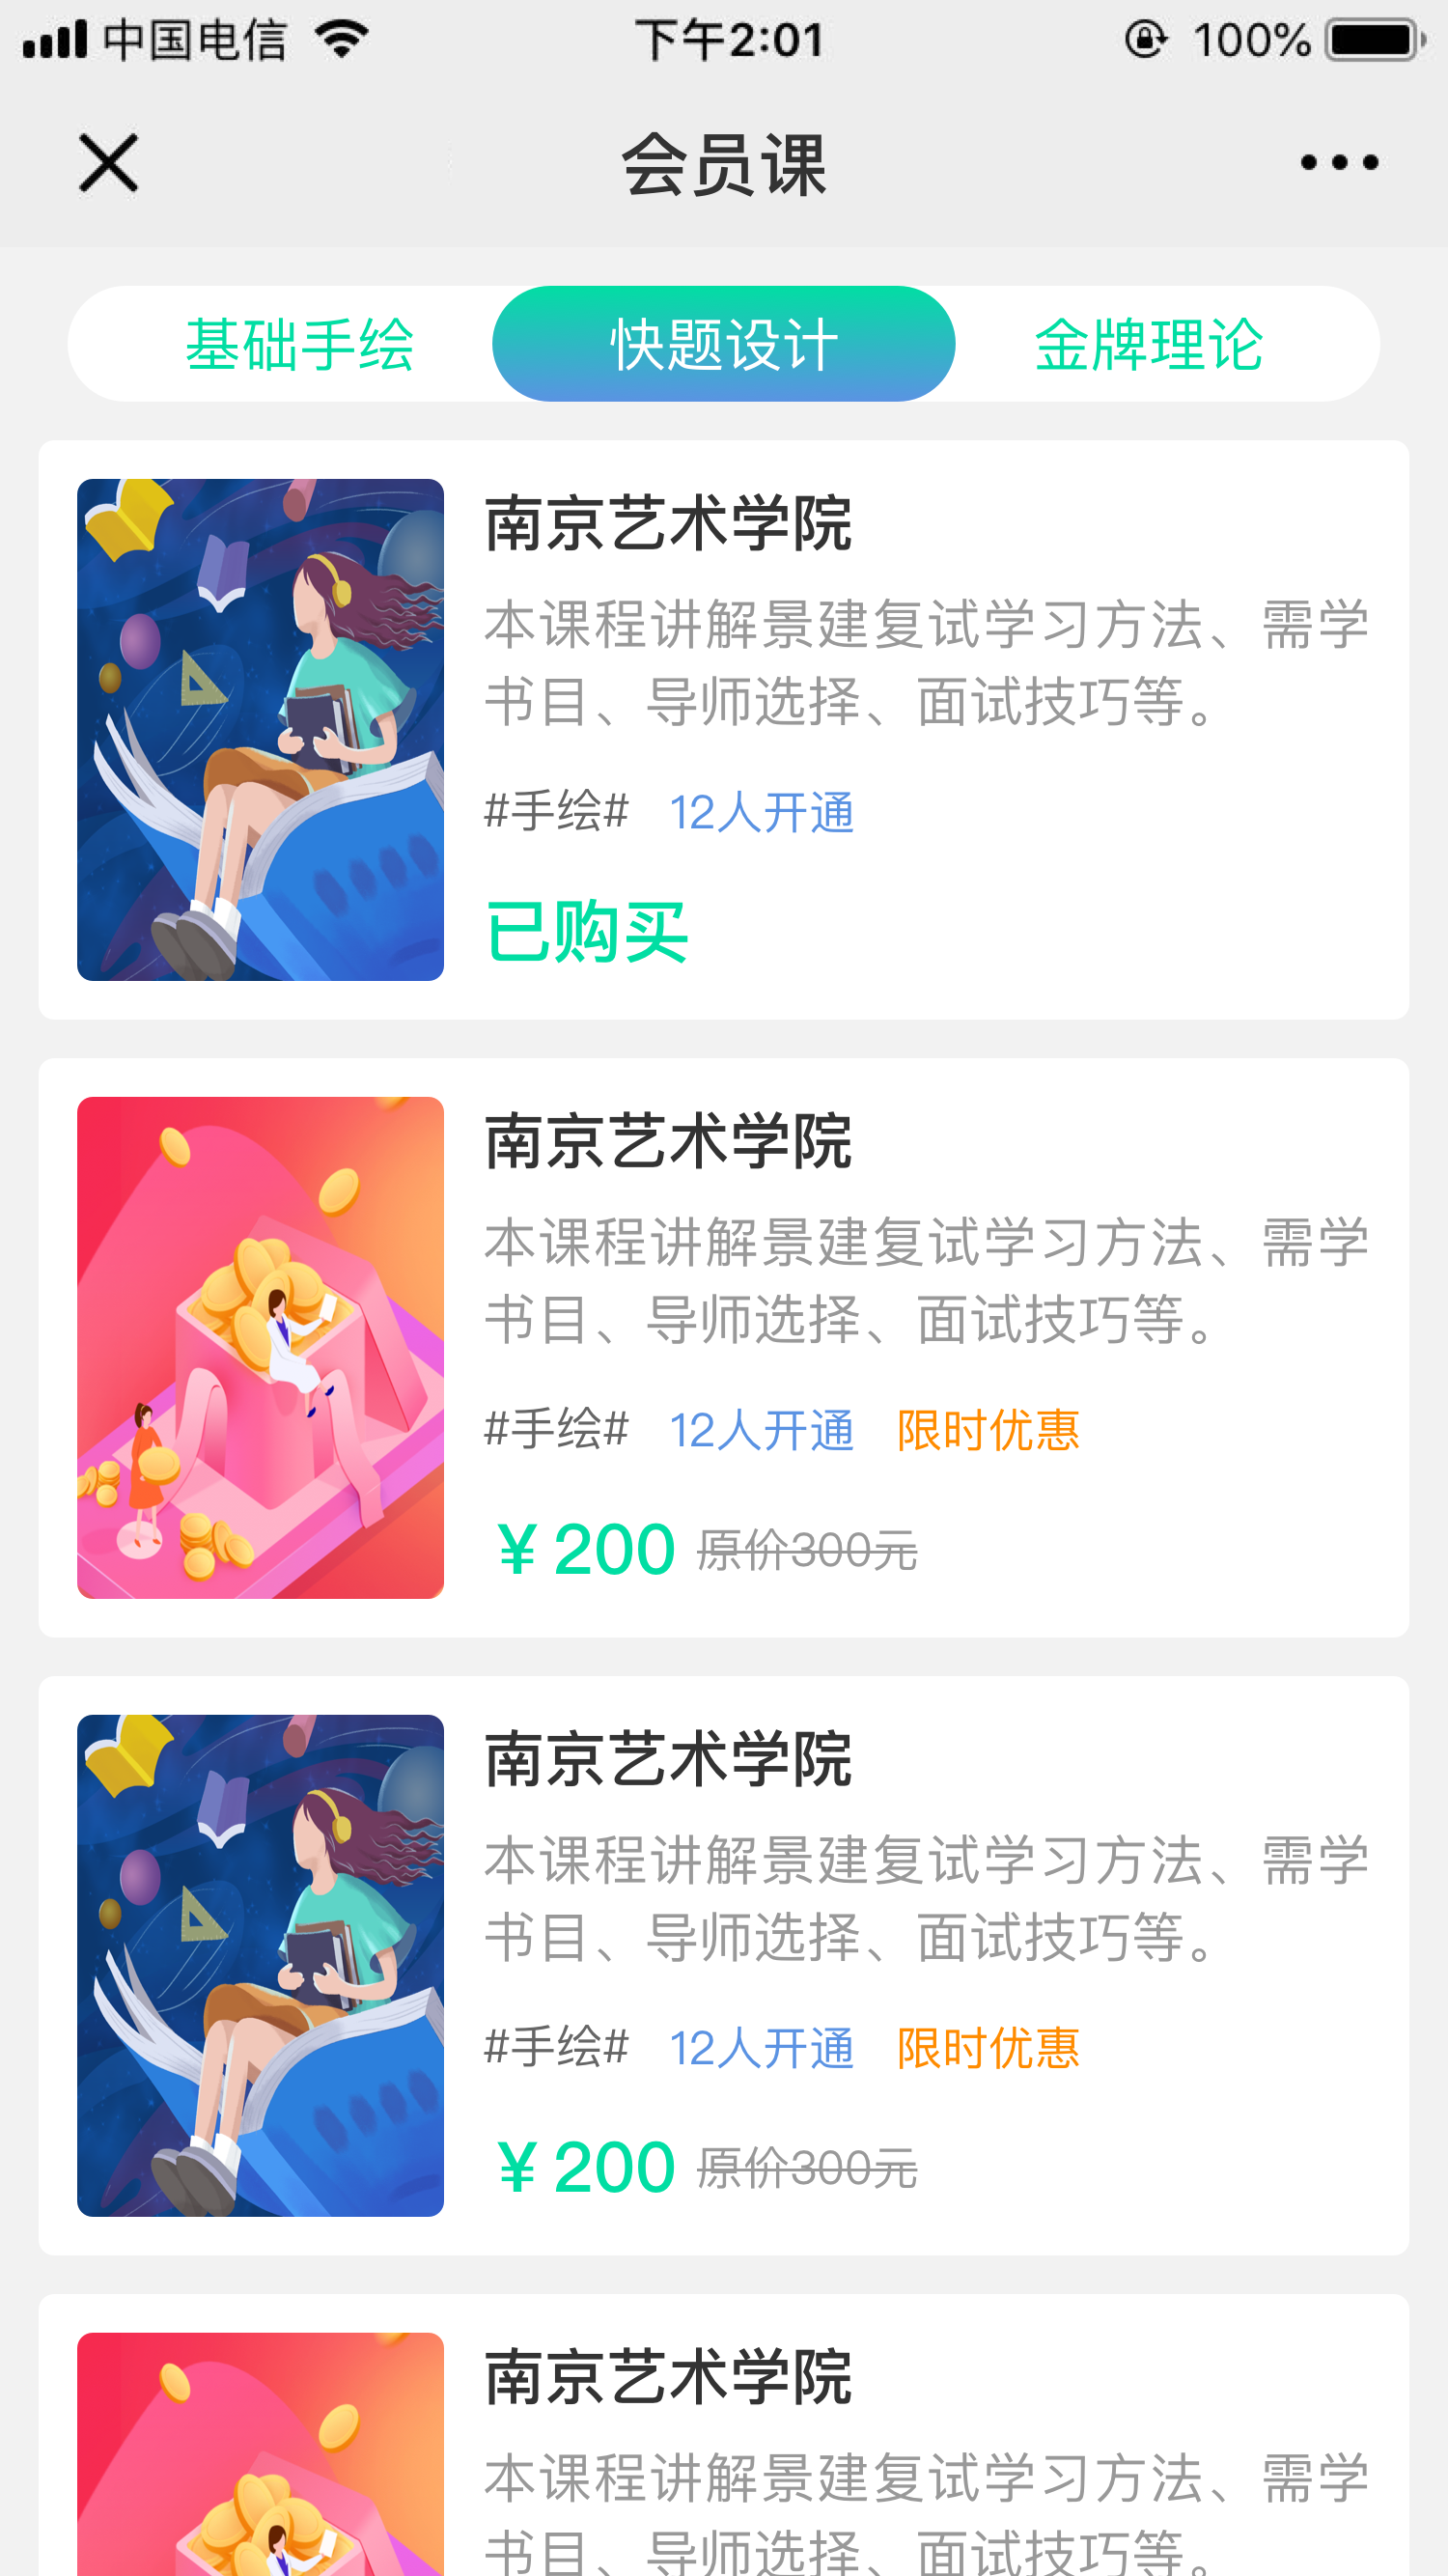 中国电信 下午2:01 100%
会员课
基础手绘 快题设计 金牌理论
南京艺术学院
本课程讲解景建复试学习方法、需学
书目、导师选择、面试技巧等。
#手绘# 12人开通
已购买
南京艺术学院
本课程讲解景建复试学习方法、需学
书目、导师选择、面试技巧等。
#手绘# 12人开通 限时优惠
¥200 原价300元
南京艺术学院
本课程讲解景建复试学习方法、需学
书目、导师选择、面试技巧等。
#手绘# 12人开通 限时优惠
¥200 原价300元
南京艺术学院
本课程讲解景建复试学习方法、需学
书目、导师选择、面试技巧等。